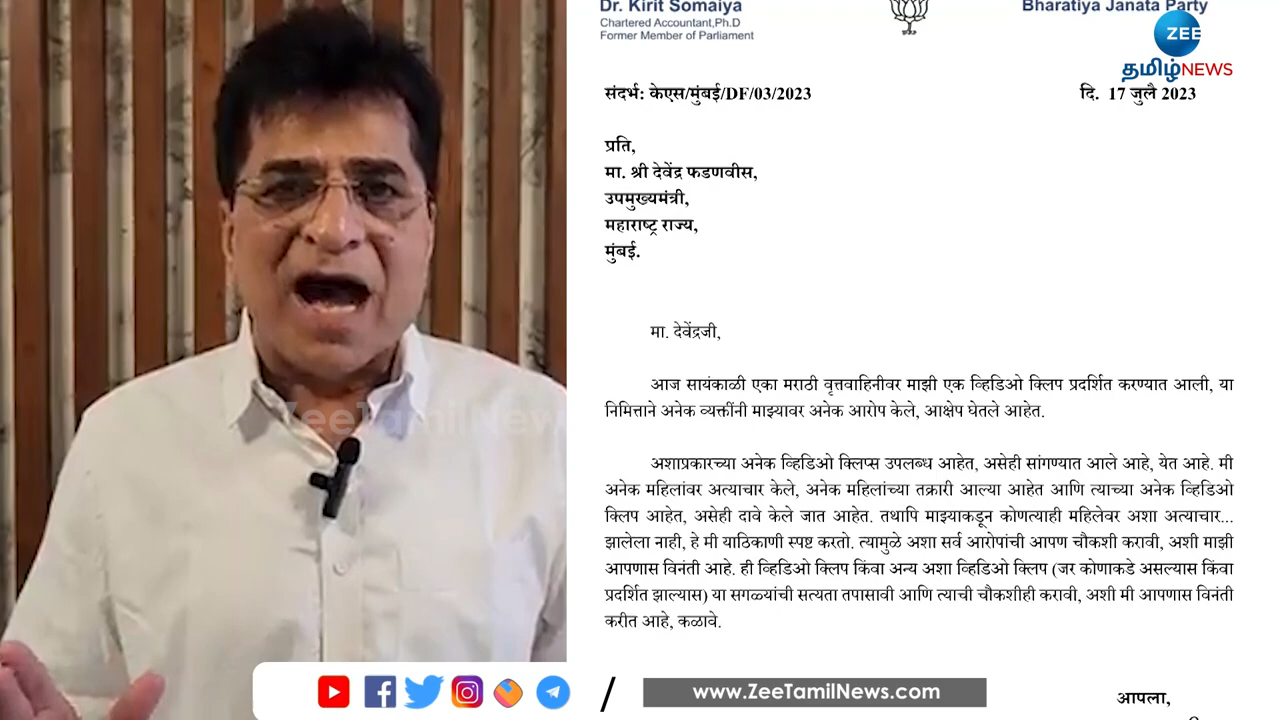 Dr. Kirit Somaiya
Chartered Accountant,Ph.D
Former Member of Parliament
Bharatiya Janata Party
ZEE
தமிழ்NEWS
संदर्भ: केएस/मुंबई/DF/03/2023
दि. 17 जुलै 2023
प्रति,
मा. श्री देवेंद्र फडणवीस,
उपमुख्यमंत्री,
महाराष्ट्र राज्य,
मुंबई.
मा. देवेंद्रजी,
आज सायंकाळी एका मराठी वृत्तवाहिनीवर माझी एक व्हिडिओ क्लिप प्रदर्शित करण्यात आली, या
निमित्ताने अनेक व्यक्तींनी माझ्यावर अनेक आरोप केले, आक्षेप घेतले आहेत.
अशाप्रकारच्या अनेक व्हिडिओ क्लिप्स उपलब्ध आहेत, असेही सांगण्यात आले आहे, येत आहे. मी
अनेक महिलांवर अत्याचार केले, अनेक महिलांच्या तक्रारी आल्या आहेत आणि त्याच्या अनेक व्हिडिओ
क्लिप आहेत, असेही दावे केले जात आहेत. तथापि माझ्याकडून कोणत्याही महिलेवर अशा अत्याचार...
झालेला नाही, हे मी याठिकाणी स्पष्ट करतो. त्यामुळे अशा सर्व आरोपांची आपण चौकशी करावी, अशी माझी
आपणास विनंती आहे. ही व्हिडिओ क्लिप किंवा अन्य अशा व्हिडिओ क्लिप (जर कोणाकडे असल्यास किंवा
प्रदर्शित झाल्यास) या सगळ्यांची सत्यता तपासावी आणि त्याची चौकशीही करावी, अशी मी आपणास विनंती
करीत आहे, कळावे.
आपला,
ZeeTamilNews
/ www.ZeeTamilNews.com